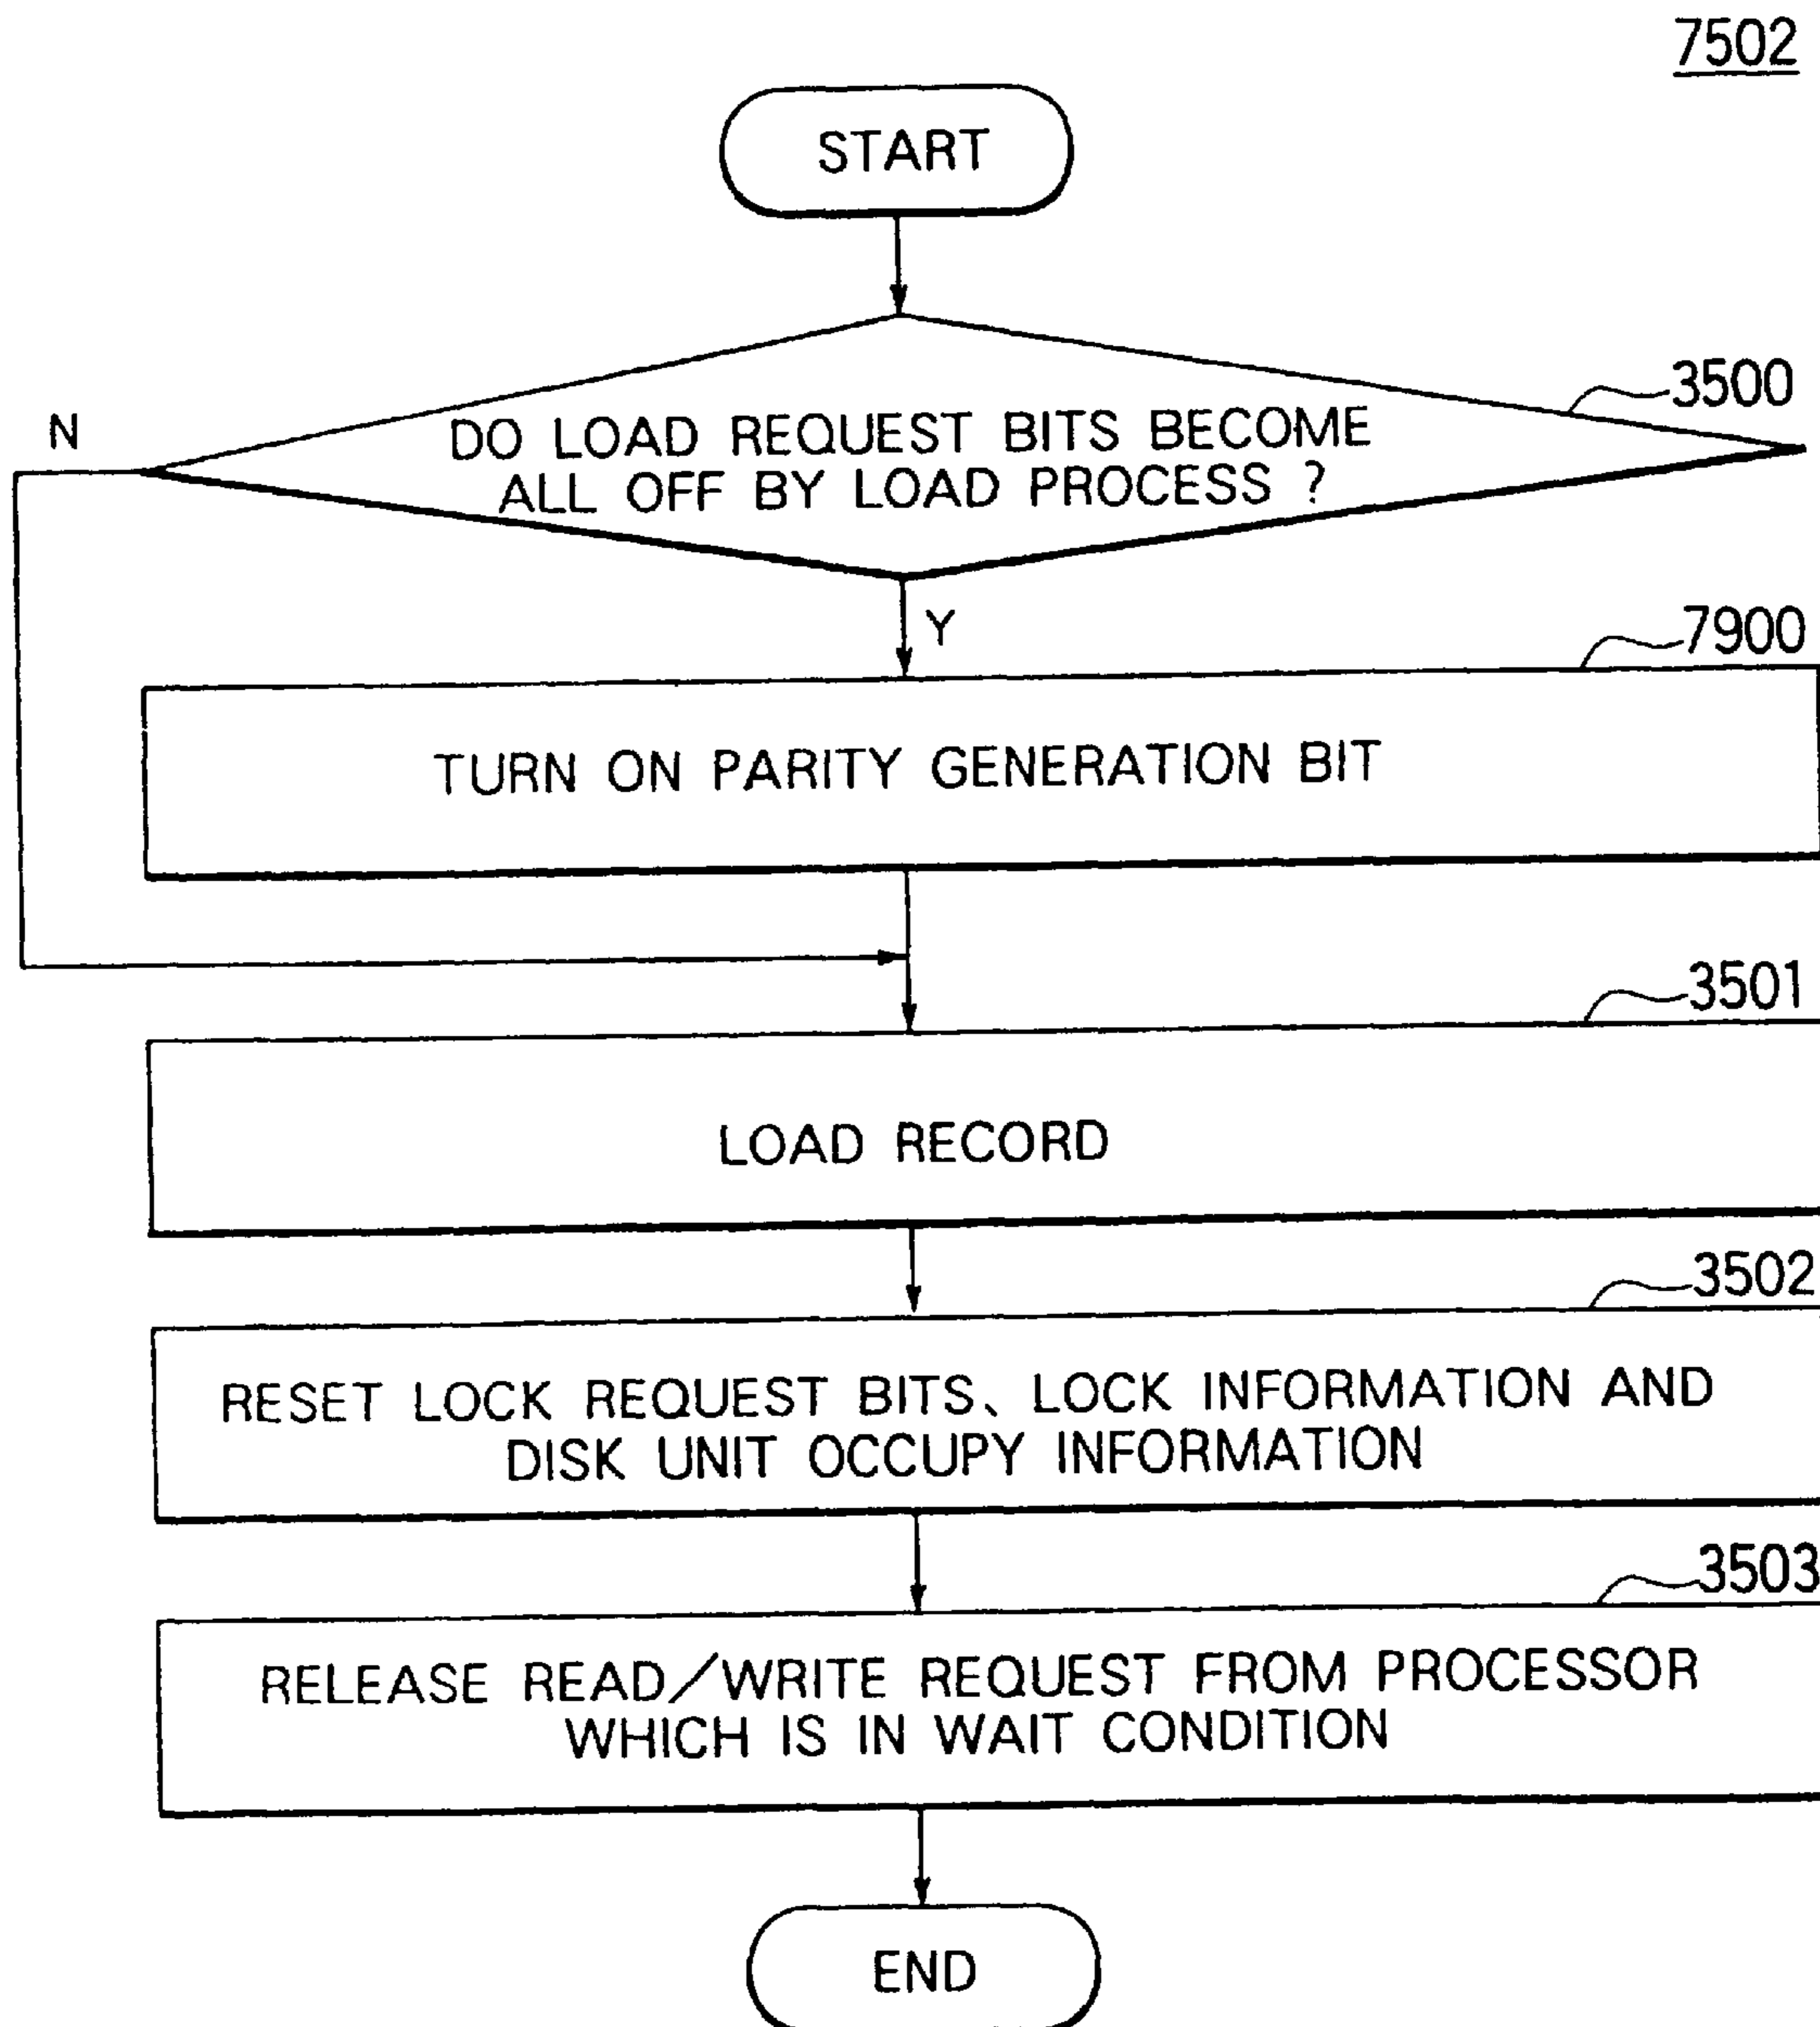 7502
START
3500
N
DO LOAD REQUEST BITS BECOME
ALL OFF BY LOAD PROCESS ?
Y
7900
TURN ON PARITY GENERATION BIT
3501
LOAD RECORD
3502
RESET LOCK REQUEST BITS、LOCK INFORMATION AND
DISK UNIT OCCUPY INFORMATION
3503
RELEASE READ/WRITE REQUEST FROM PROCESSOR
WHICH IS IN WAIT CONDITION
END